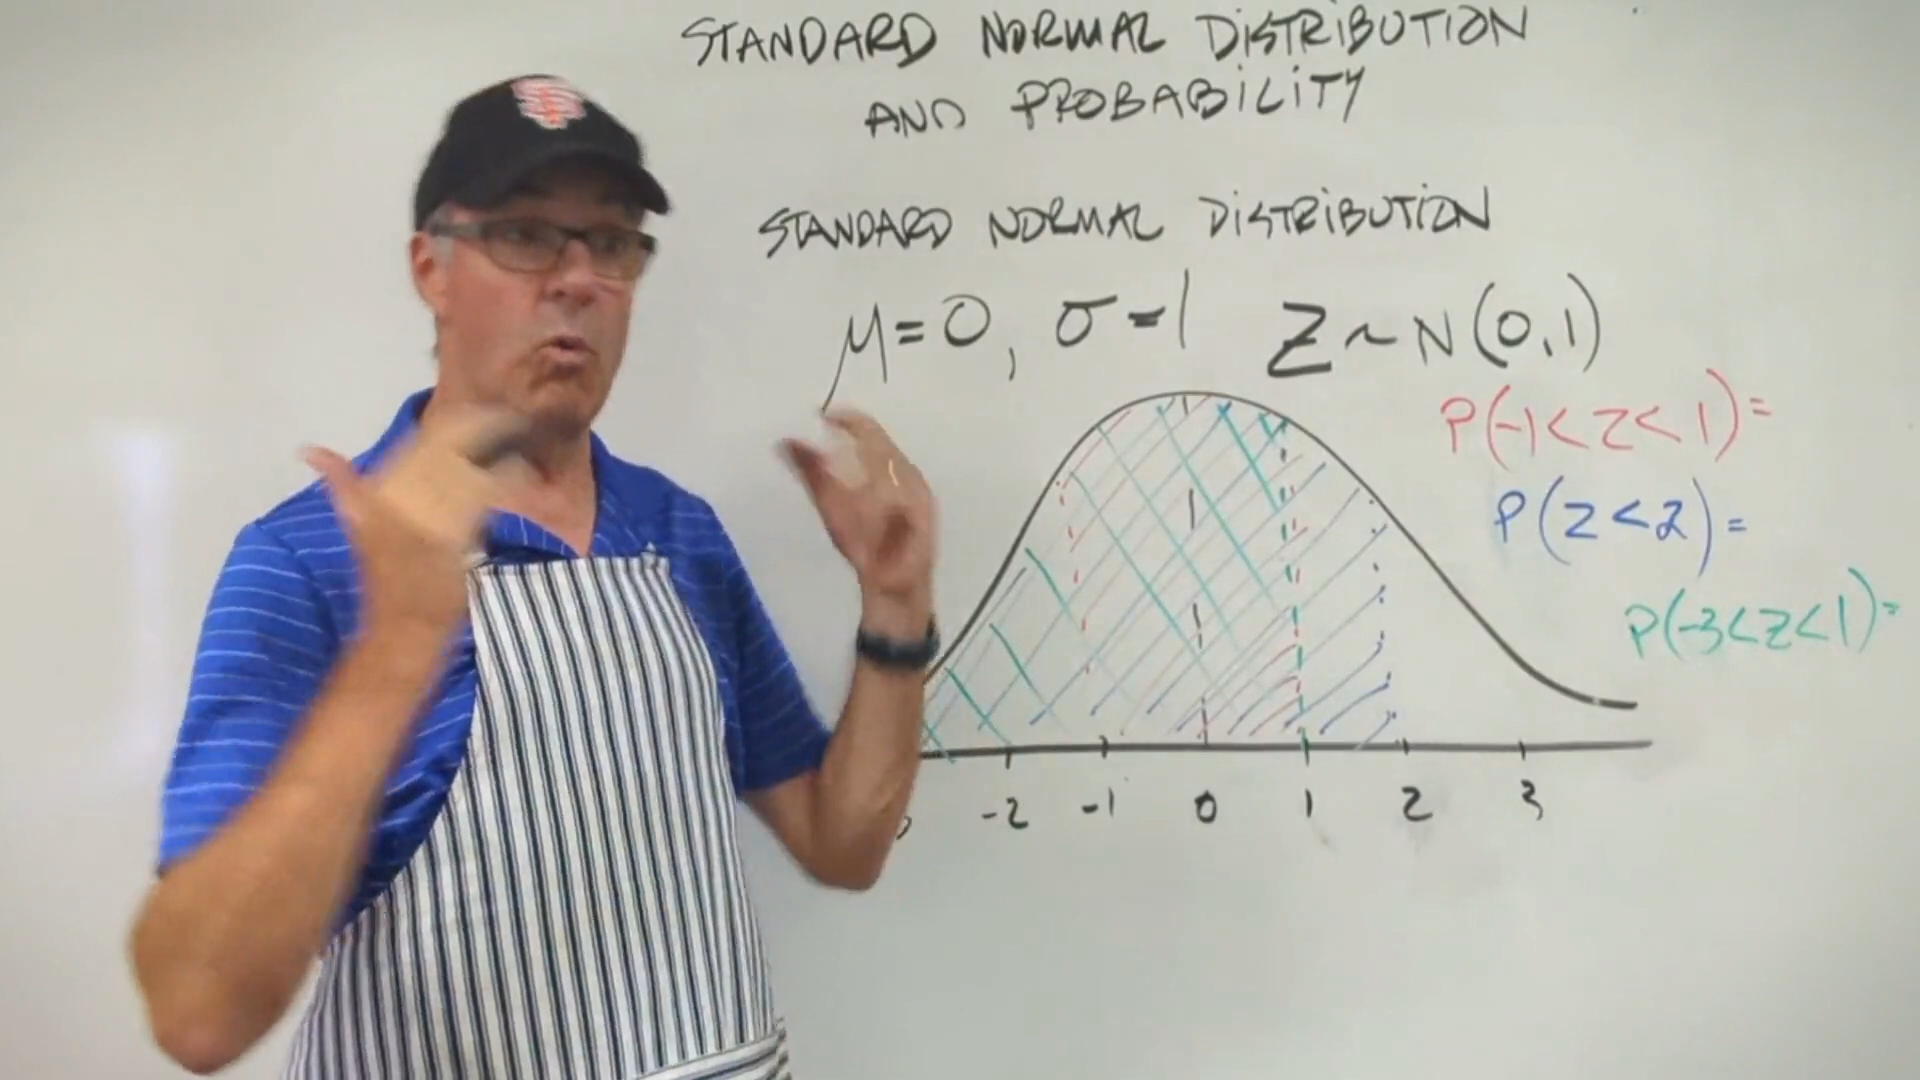 SF
STANDARD NORMAL DISTRIBUTION
AND PROBABILITY
STANDARD NORMAL DISTRIBUTION
μ=0, σ=1 Z~N(0,1)
P(-1<Z<1)=
P(Z<2)=
P(-3<Z<1)=
-2 -1 0 1 2 3